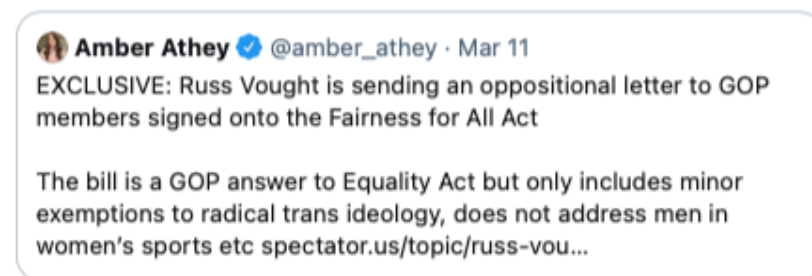 Amber Athey @amber_athey · Mar 11
EXCLUSIVE: Russ Vought is sending an oppositional letter to GOP
members signed onto the Fairness for All Act
The bill is a GOP answer to Equality Act but only includes minor
exemptions to radical trans ideology, does not address men in
women's sports etc spectator.us/topic/russ-vou...